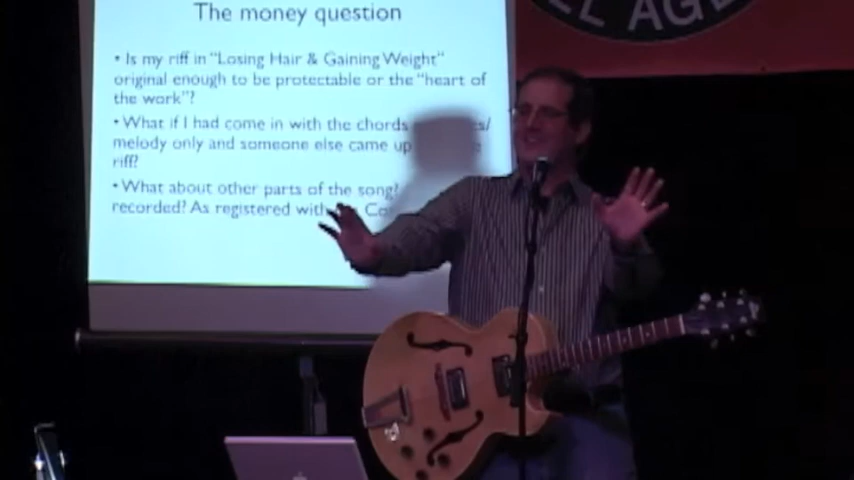 The money question
• Is my riff in "Losing Hair & Gaining Weight"
original enough to be protectable or the "heart of
the work"?
• What if I had come in with the chords
melody only and someone else came up
riff?
• What about other parts of the song?
recorded? As registered with
LL AGE